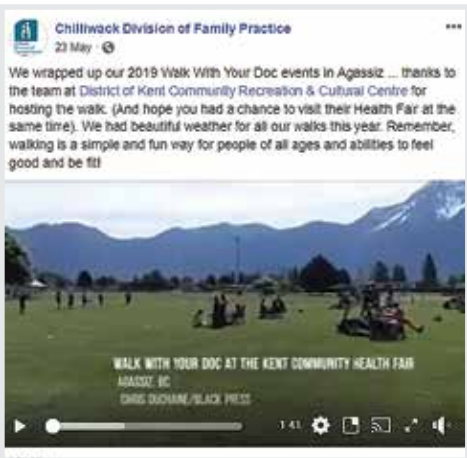 Chilliwack Division of Family Practice
23 May ·
We wrapped up our 2019 Walk With Your Doc events in Agassiz ... thanks to
the team at District of Kent Community Recreation & Cultural Centre for
hosting the walk. (And hope you had a chance to visit their Health Fair at the
same time). We had beautiful weather for all our walks this year. Remember,
walking is a simple and fun way for people of all ages and abilities to feel
good and be fit!
WALK WITH YOUR DOC AT THE KENT COMMUNITY HEALTH FAIR
AGASSIZ, BC
CHRIS DUCHAINE/BLACK PRESS
1:41